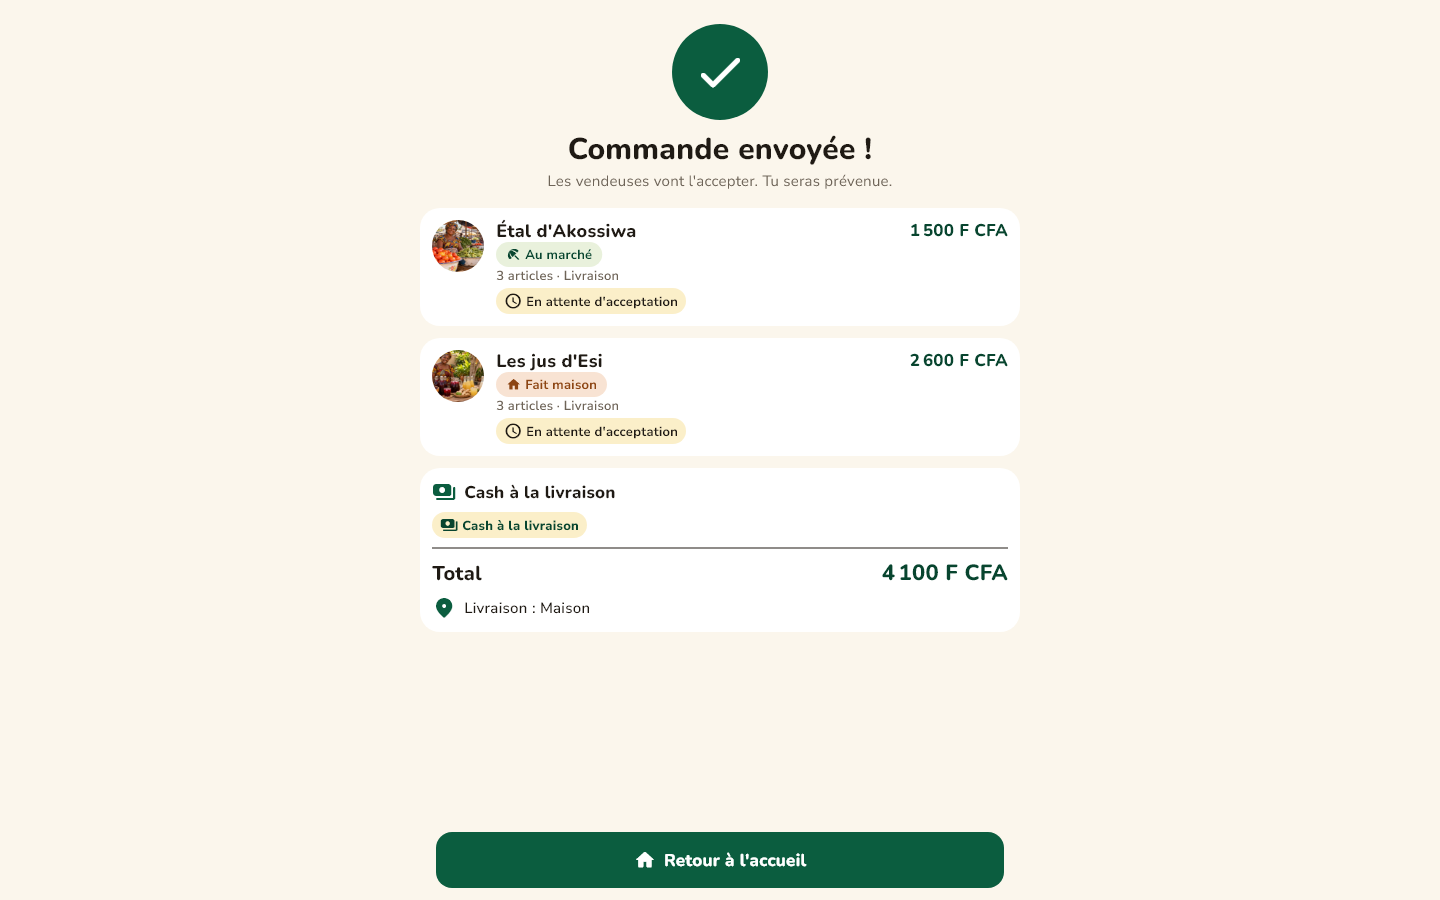 Commande envoyée !
Les vendeuses vont l'accepter. Tu seras prévenue.
Étal d'Akossiwa
1 500 F CFA
Au marché
3 articles · Livraison
En attente d'acceptation
Les jus d'Esi
2 600 F CFA
Fait maison
3 articles · Livraison
En attente d'acceptation
Cash à la livraison
Cash à la livraison
Total
4 100 F CFA
Livraison : Maison
Retour à l'accueil